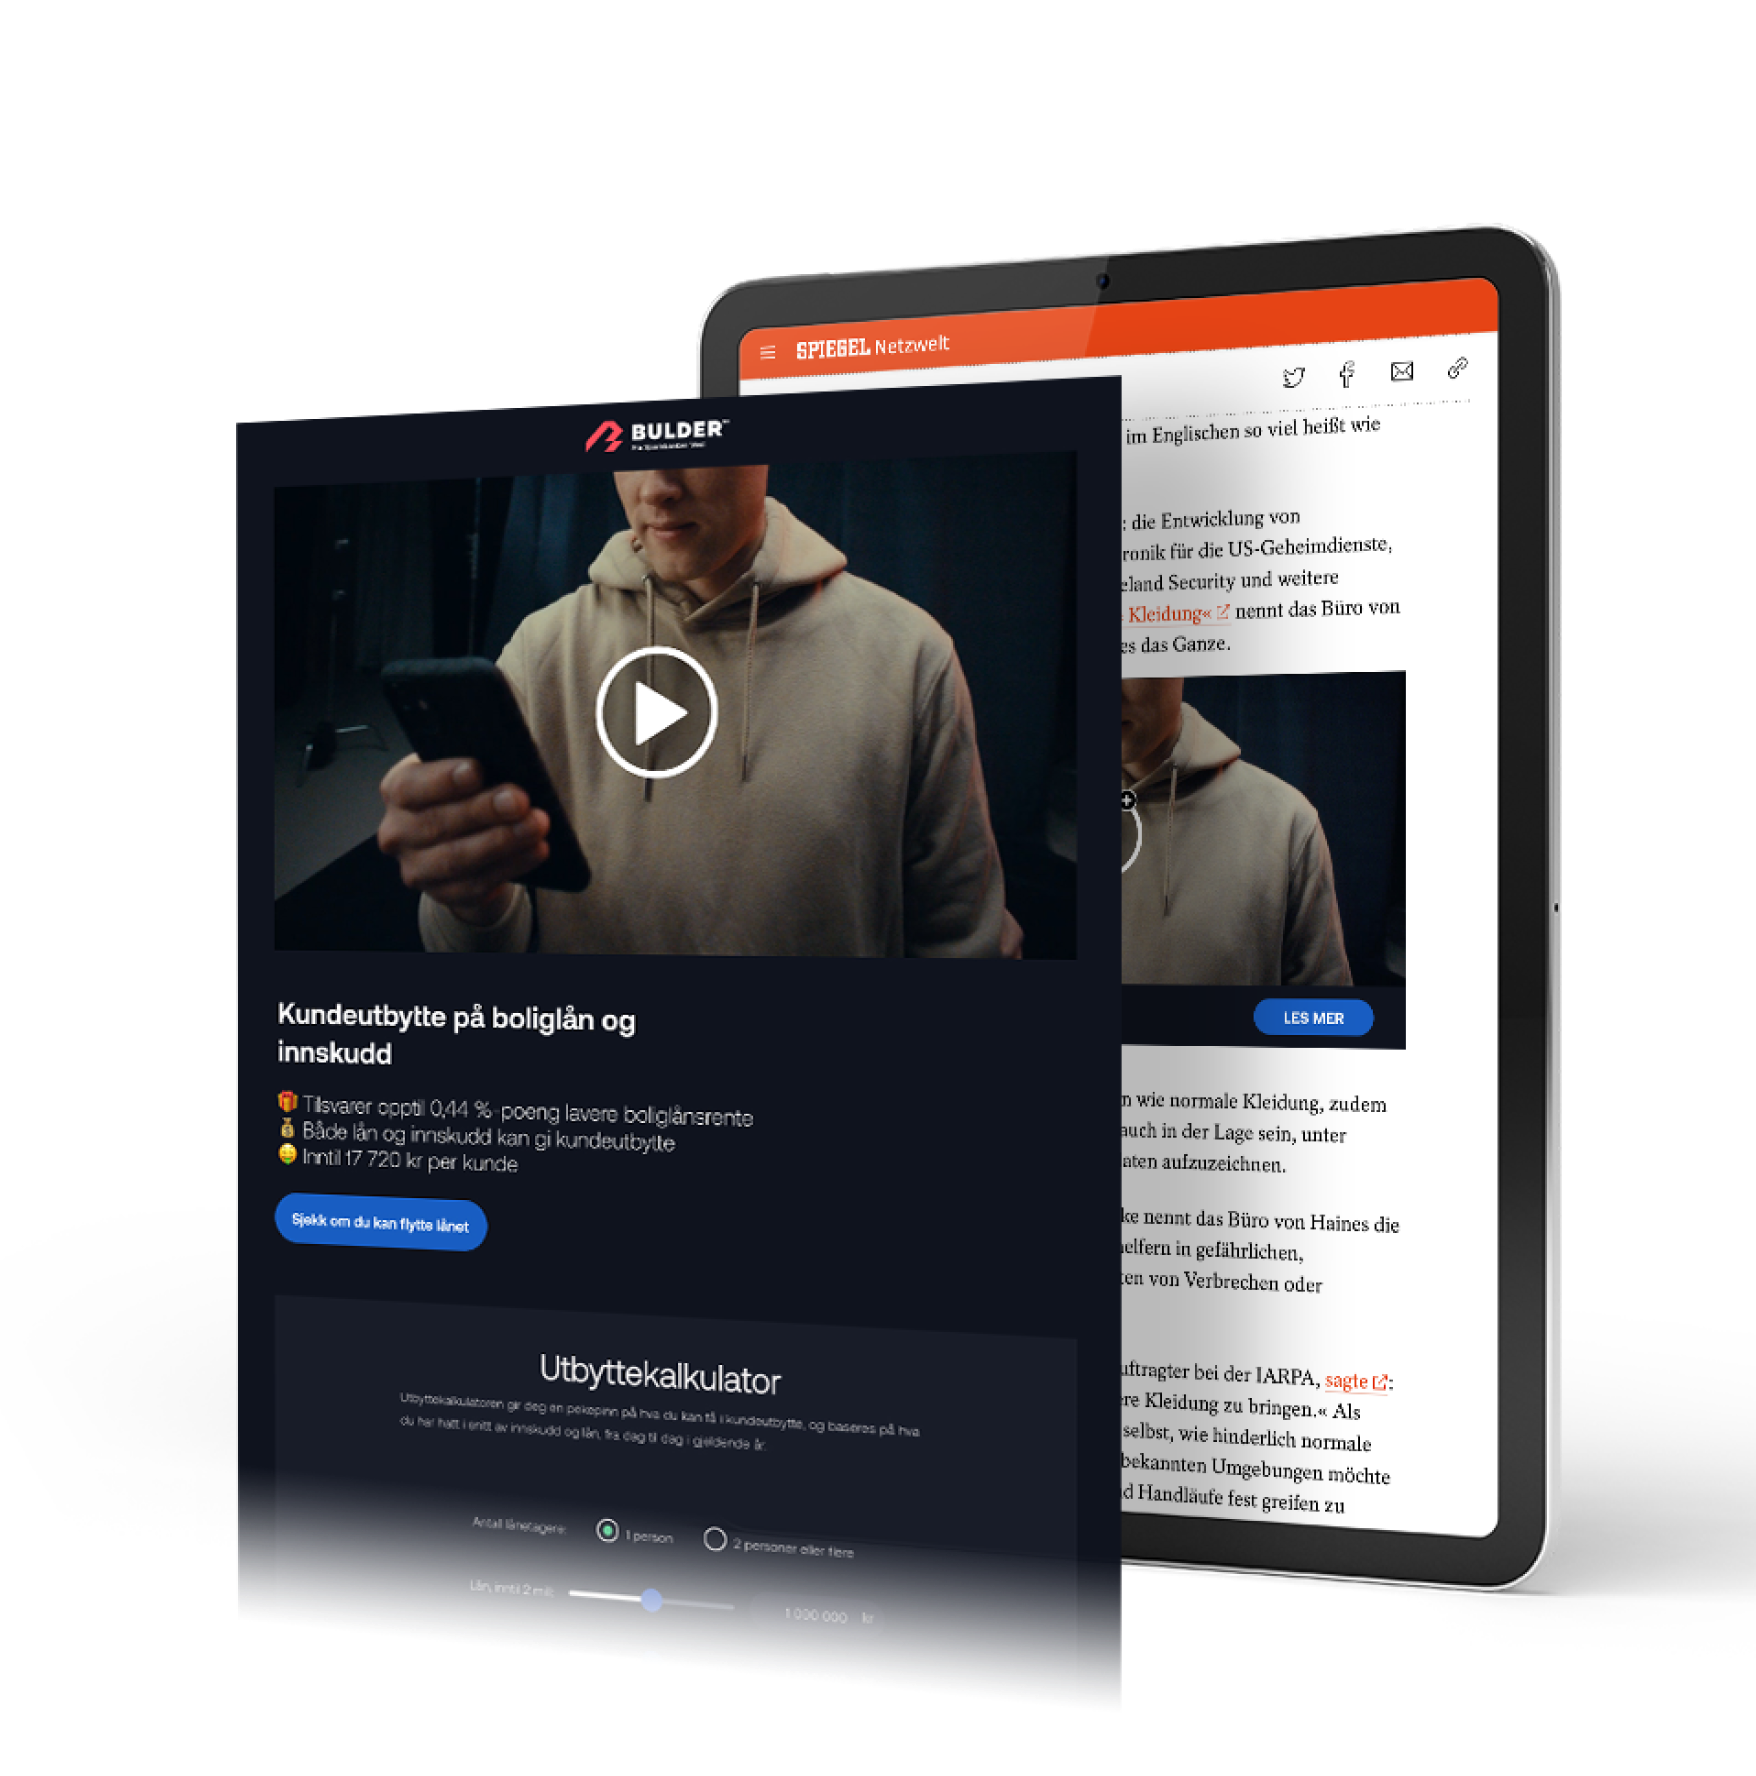 BULDER
Kundeutbytte på boliglån og
innskudd
Tilsvarer opptil 0,44 %-poeng lavere boliglånsrente
Både lån og innskudd kan gi kundeutbytte
Inntil 17 720 kr per kunde
Sjekk om du kan flytte lånet
Utbyttekalkulator
Utbyttekalkulatoren gir deg en pekepinn på hva du kan få i kundeutbytte, og baseres på hva
du har hatt i snitt av innskudd og lån, fra dag til dag i gjeldende år.
Antall lånetagere:
1 person
2 personer eller flere
Lån, inntil 2 mill:
1 000 000 kr
SPIEGEL Netzwelt
im Englischen so viel heißt wie
: die Entwicklung von
ronik für die US-Geheimdienste,
eland Security und weitere
Kleidung« nennt das Büro von
es das Ganze.
LES MER
n wie normale Kleidung, zudem
auch in der Lage sein, unter
aten aufzuzeichnen.
ke nennt das Büro von Haines die
elfern in gefährlichen,
ten von Verbrechen oder
uftragter bei der IARPA, sagte:
re Kleidung zu bringen.« Als
selbst, wie hinderlich normale
bekannten Umgebungen möchte
d Handläufe fest greifen zu